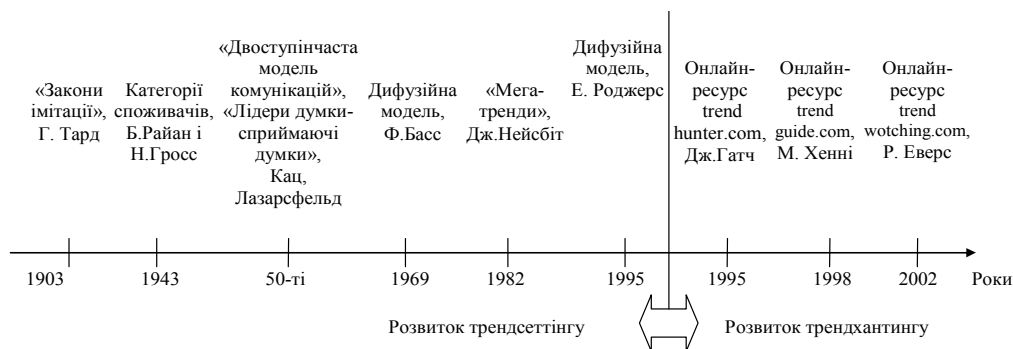 «Закони
імітації»,
Г. Тард
Категорії
споживачів,
Б.Райан і
Н.Гросс
«Двоступінчаста
модель
комунікацій»,
«Лідери думки-
сприймаючі
думки»,
Кац,
Лазарсфельд
Дифузійна
модель,
Ф.Басс
«Мега-
тренди»,
Дж.Нейсбіт
Дифузійна
модель,
Е. Роджерс
Онлайн-
ресурс
trend
hunter.com,
Дж.Гатч
Онлайн-
ресурс
trend
guide.com,
М. Хенні
Онлайн-
ресурс
trend
wotching.com,
Р. Еверс
1903 1943 50-ті 1969 1982 1995 1995 1998 2002 Роки
Розвиток трендсеттінгу Розвиток трендхантингу